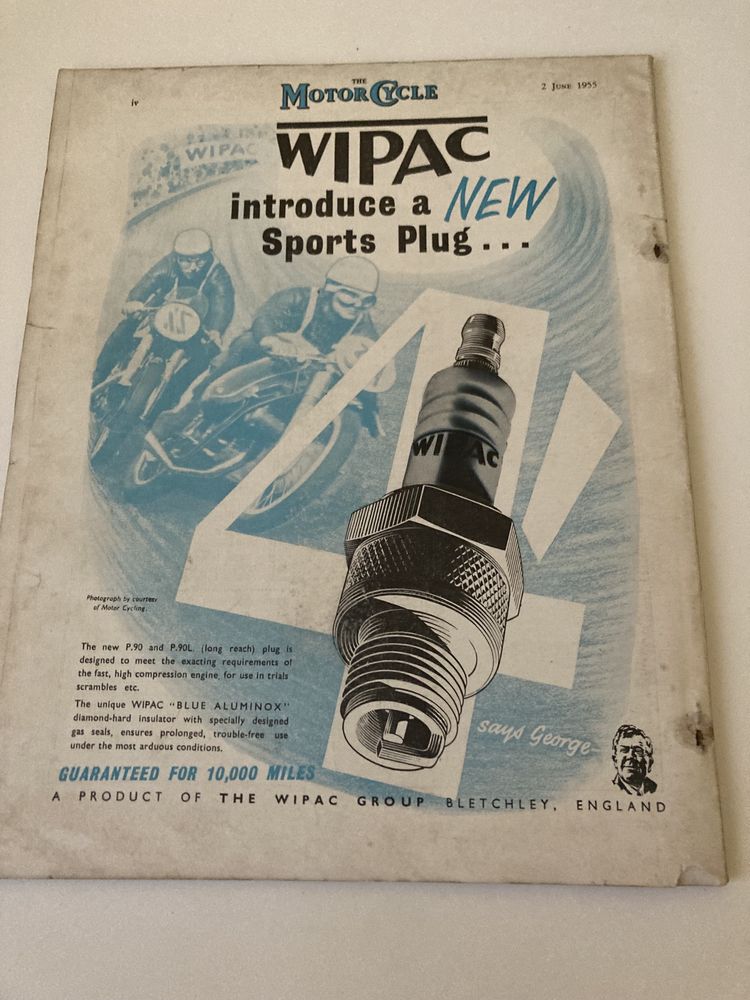 iv
THE
MOTOR CYCLE
2 JUNE 1955
WIPAC
WIPAC
introduce a NEW
Sports Plug...
WIPAC
4'
Photograph by courtesy
of Motor Cycling.
The new P.90 and P.90L. (long reach) plug is
designed to meet the exacting requirements of
the fast, high compression engine, for use in trials
scrambles etc.
The unique WIPAC "BLUE ALUMINOX"
diamond-hard insulator with specially designed
gas seals, ensures prolonged, trouble-free use
under the most arduous conditions.
says George—
GUARANTEED FOR 10,000 MILES
A PRODUCT OF THE WIPAC GROUP BLETCHLEY, ENGLAND